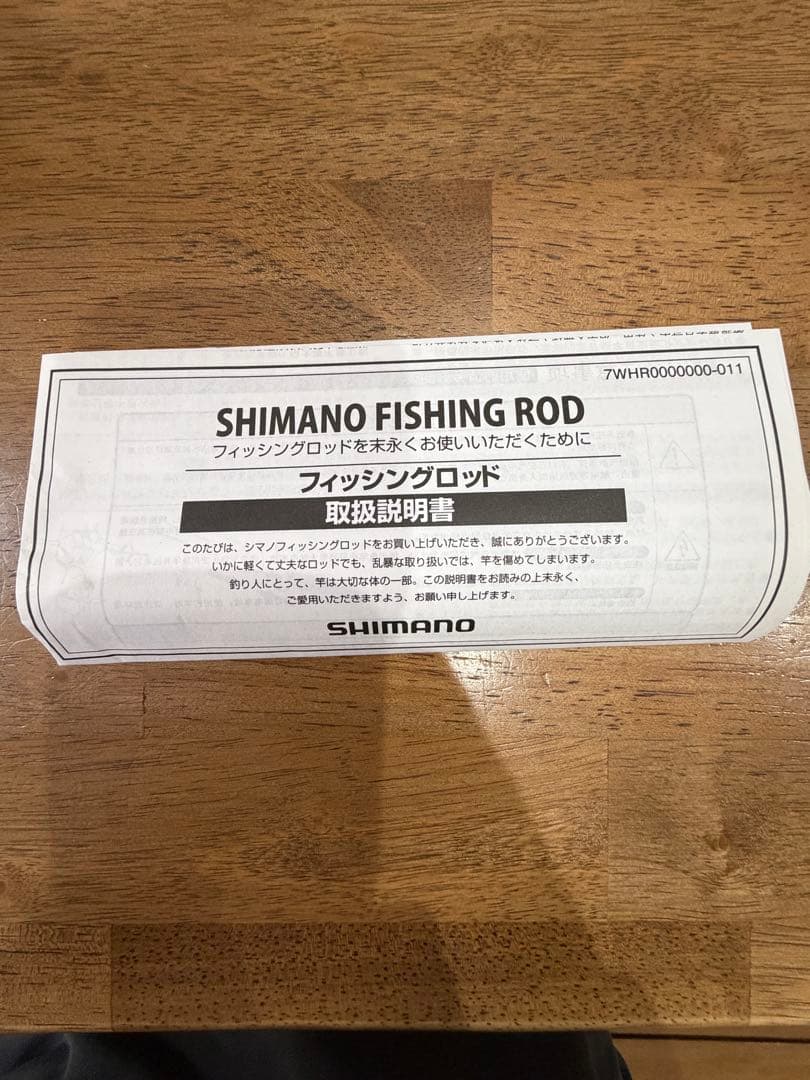 7WHR0000000-011
SHIMANO FISHING ROD
フィッシングロッドを末永くお使いいただくために
フィッシングロッド
取扱説明書
このたびは、シマノフィッシングロッドをお買い上げいただき、誠にありがとうございます。
いかに軽くて丈夫なロッドでも、乱暴な取り扱いでは、竿を傷めてしまいます。
釣り人にとって、竿は大切な体の一部。この説明書をお読みの上末永く、
ご愛用いただきますよう、お願い申し上げます。
SHIMANO